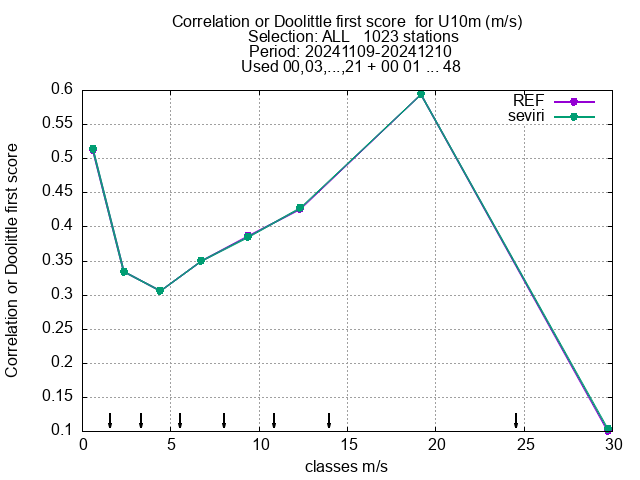 Correlation or Doolittle first score  for U10m (m/s)
Selection: ALL   1023 stations
Period: 20241109-20241210
Used 00,03,...,21 + 00 01 ... 48
REF
seviri
Correlation or Doolittle first score
0.6
0.55
0.5
0.45
0.4
0.35
0.3
0.25
0.2
0.15
0.1
0 5 10 15 20 25 30
classes m/s